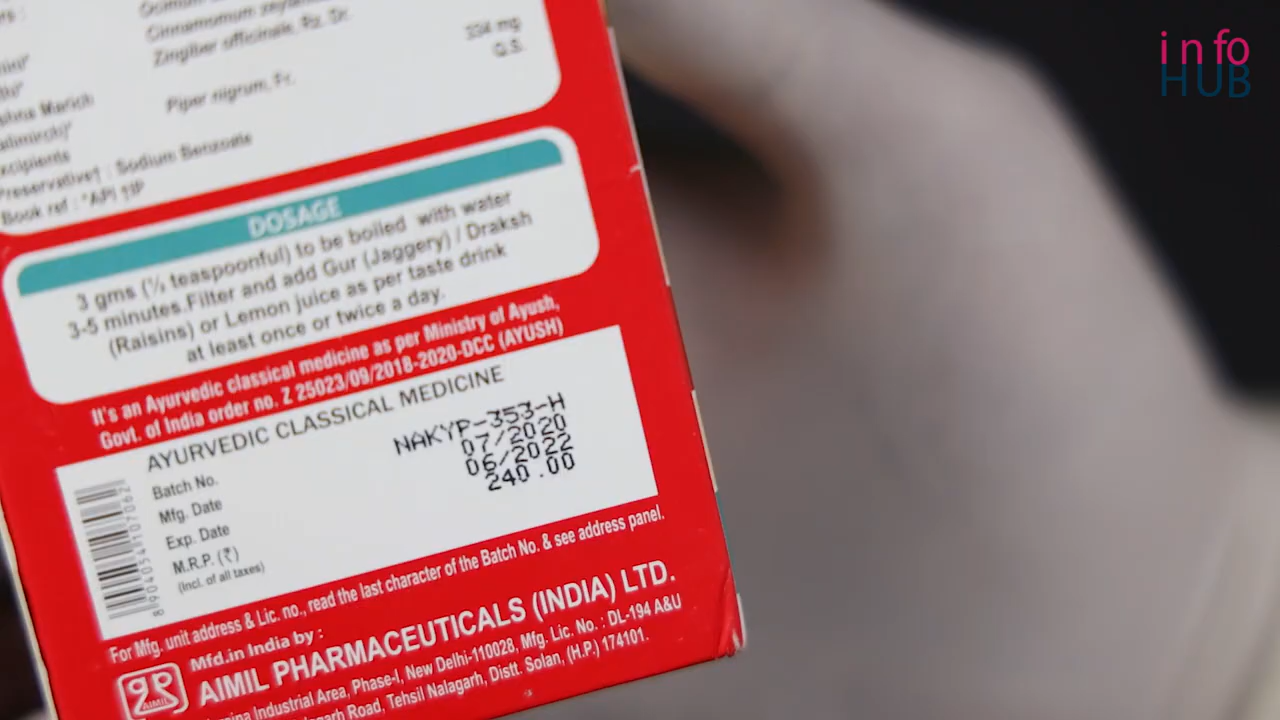 info
HUB
Ocimum
Cinnamomum
Zingiber officinale, Rz. Dr.
334 mg
Q.S.
Piper nigrum, Fr.
Marich
: Sodium Benzoate
Book ref : *API †IP
DOSAGE
3 gms (½ teaspoonful) to be boiled with water
3-5 minutes.Filter and add Gur (Jaggery) / Draksh
(Raisins) or Lemon juice as per taste drink
at least once or twice a day.
It's an Ayurvedic classical medicine as per Ministry of Ayush,
Govt. of India order no. Z 25023/09/2018-2020-DCC (AYUSH)
AYURVEDIC CLASSICAL MEDICINE
Batch No. NAKYP-353-H
Mfg. Date 07/2020
Exp. Date 06/2022
M.R.P. (₹) 240.00
(Incl. of all taxes)
8904054107062
For Mfg. unit address & Lic. no., read the last character of the Batch No. & see address panel.
Mfd.in India by :
AIMIL PHARMACEUTICALS (INDIA) LTD.
AIMIL
Industrial Area, Phase-I, New Delhi-110028, Mfg. Lic. No. : DL-194 A&U
Road, Tehsil Nalagarh, Distt. Solan, (H.P.) 174101.